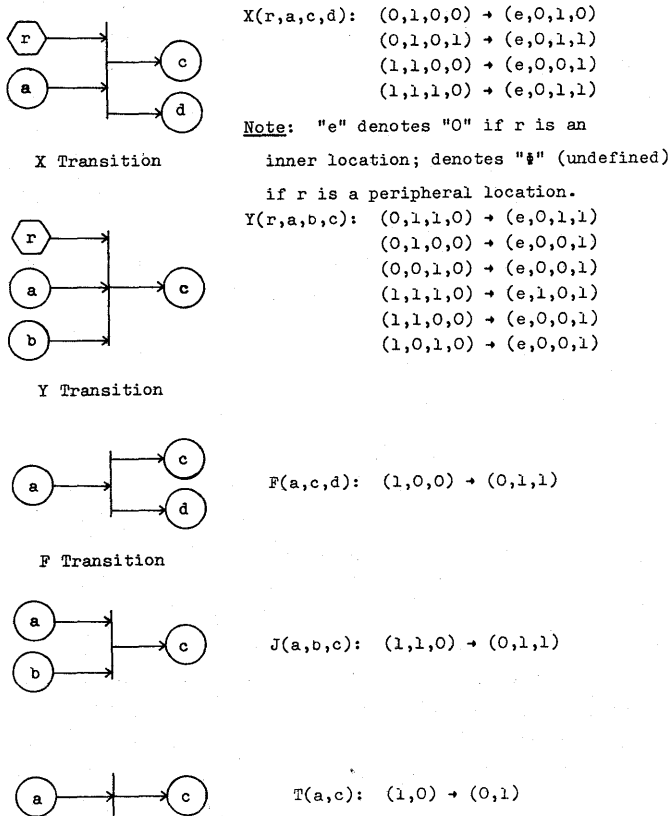 r
a
c
d
X Transition
X(r,a,c,d): (0,1,0,0) → (e,0,1,0)
(0,1,0,1) → (e,0,1,1)
(1,1,0,0) → (e,0,0,1)
(1,1,1,0) → (e,0,1,1)
Note: "e" denotes "0" if r is an
inner location; denotes "Φ" (undefined)
if r is a peripheral location.
r
a
b
c
Y Transition
Y(r,a,b,c): (0,1,1,0) → (e,0,1,1)
(0,1,0,0) → (e,0,0,1)
(0,0,1,0) → (e,0,0,1)
(1,1,1,0) → (e,1,0,1)
(1,1,0,0) → (e,0,0,1)
(1,0,1,0) → (e,0,0,1)
a
c
d
F(a,c,d): (1,0,0) → (0,1,1)
F Transition
a
b
c
J(a,b,c): (1,1,0) → (0,1,1)
a
c
T(a,c): (1,0) → (0,1)